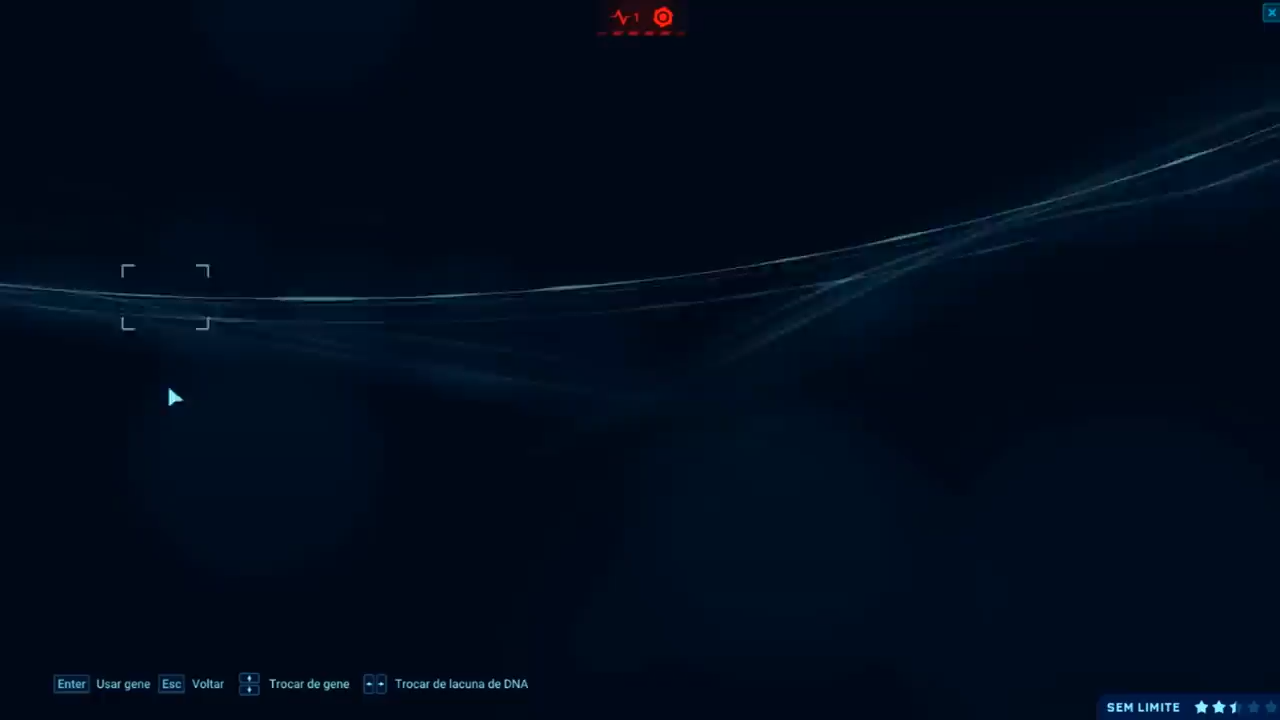 1
Enter Usar gene Esc Voltar Trocar de gene Trocar de lacuna de DNA
SEM LIMITE